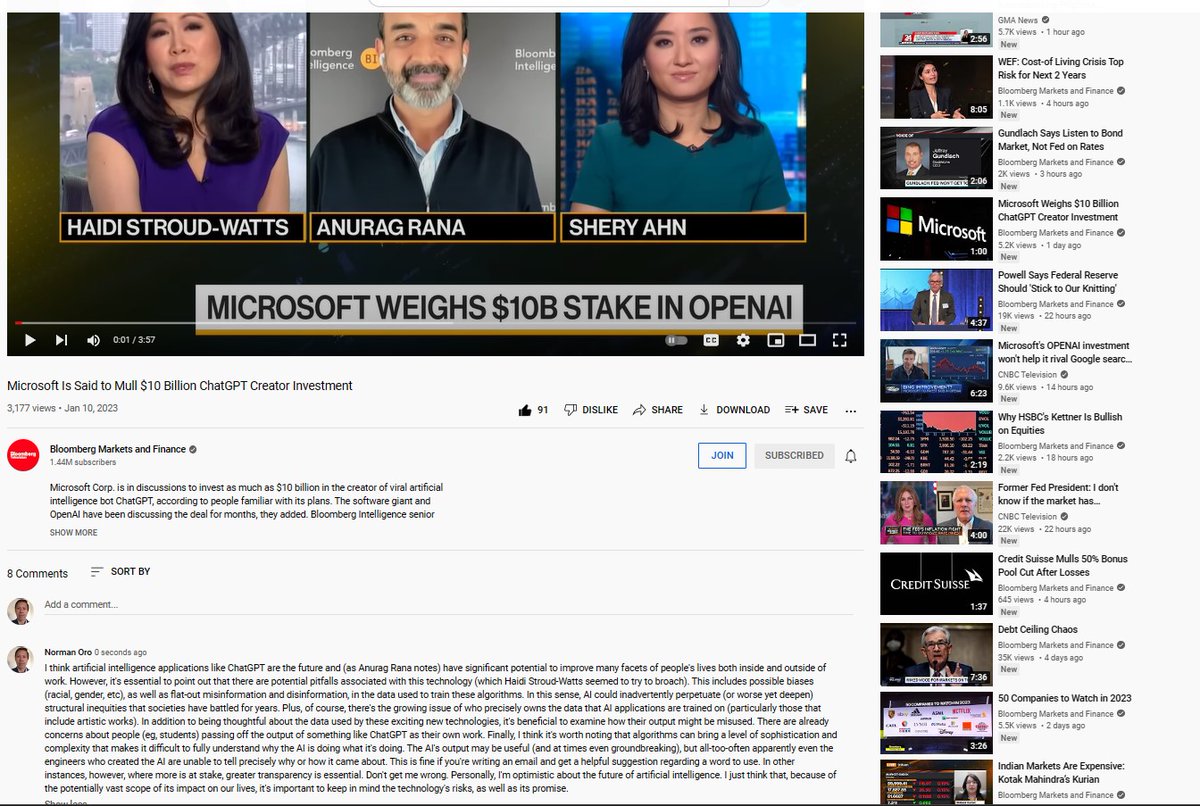 omberg
lligence
BI
Bloomb
Intellige
HAIDI STROUD-WATTS
ANURAG RANA
SHERY AHN
MICROSOFT WEIGHS $10B STAKE IN OPENAI
0:01 / 3:57
CC
Microsoft Is Said to Mull $10 Billion ChatGPT Creator Investment
3,177 views • Jan 10, 2023
91
DISLIKE
SHARE
DOWNLOAD
SAVE
Bloomberg
Bloomberg Markets and Finance
1.44M subscribers
JOIN
SUBSCRIBED
Microsoft Corp. is in discussions to invest as much as $10 billion in the creator of viral artificial
intelligence bot ChatGPT, according to people familiar with its plans. The software giant and
OpenAI have been discussing the deal for months, they added. Bloomberg Intelligence senior
SHOW MORE
8 Comments
SORT BY
Add a comment...
Norman Oro 0 seconds ago
I think artificial intelligence applications like ChatGPT are the future and (as Anurag Rana notes) have significant potential to improve many facets of people's lives both inside and outside of
work. However, it's essential to point out that there are potential pitfalls associated with this technology (which Haidi Stroud-Watts seemed to try to broach). This includes possible biases
(racial, gender, etc), as well as flat-out misinformation and disinformation, in the data used to train these algorithms. In this sense, AI could inadvertently perpetuate (or worse yet deepen)
structural inequities that societies have battled for years. Plus, of course, there's the growing issue of who precisely owns the data that AI applications are trained on (particularly those that
include artistic works). In addition to being careful about the data used by these exciting new technologies, it's beneficial to examine how their output might be misused. There are already
concerns about people (eg, students) passing off the output of something like ChatGPT as their own work. Finally, I think it's worth noting that algorithms can bring a level of sophistication and
complexity that makes it difficult to fully understand why the AI is doing what it's doing. The AI's output may be useful (and at times even groundbreaking), but all-too-often apparently even the
engineers who created the AI are unable to tell precisely why or how it came about. This is fine if you're writing an email and get a helpful suggestion regarding a word to use. In other
instances, however, where more is at stake, greater transparency is essential. Don't get me wrong. Personally, I'm optimistic about the future of artificial intelligence. I just think that, because of
the potentially vast scope of its impact on our lives, it's important to keep in mind the technology's risks, as well as its promise.
Show less
2:56
GMA News
5.7K views • 1 hour ago
New
8:05
WEF: Cost-of Living Crisis Top
Risk for Next 2 Years
Bloomberg Markets and Finance
1.1K views • 4 hours ago
New
Jeffrey
Gundlach
2:06
Gundlach Says Listen to Bond
Market, Not Fed on Rates
Bloomberg Markets and Finance
2K views • 3 hours ago
New
Microsoft
1:00
Microsoft Weighs $10 Billion
ChatGPT Creator Investment
Bloomberg Markets and Finance
5.2K views • 1 day ago
New
4:37
Powell Says Federal Reserve
Should 'Stick to Our Knitting'
Bloomberg Markets and Finance
19K views • 22 hours ago
New
6:23
Microsoft's OPENAI investment
won't help it rival Google searc...
CNBC Television
9.6K views • 14 hours ago
New
2:19
Why HSBC's Kettner Is Bullish
on Equities
Bloomberg Markets and Finance
2.2K views • 18 hours ago
New
THE FED'S INFLATION FIGHT
4:00
Former Fed President: I don't
know if the market has...
CNBC Television
22K views • 22 hours ago
New
CREDIT SUISSE
1:37
Credit Suisse Mulls 50% Bonus
Pool Cut After Losses
Bloomberg Markets and Finance
645 views • 4 hours ago
New
7:36
Debt Ceiling Chaos
Bloomberg Markets and Finance
35K views • 4 days ago
New
3:26
50 Companies to Watch in 2023
Bloomberg Markets and Finance
5.5K views • 2 days ago
New
Indian Markets Are Expensive:
Kotak Mahindra's Kurian
Bloomberg Markets and Finance